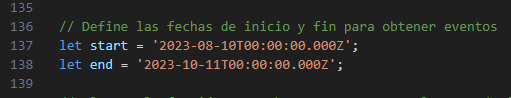 135
136 // Define las fechas de inicio y fin para obtener eventos
137 let start = '2023-08-10T00:00:00.000Z';
138 let end = '2023-10-11T00:00:00.000Z';
139